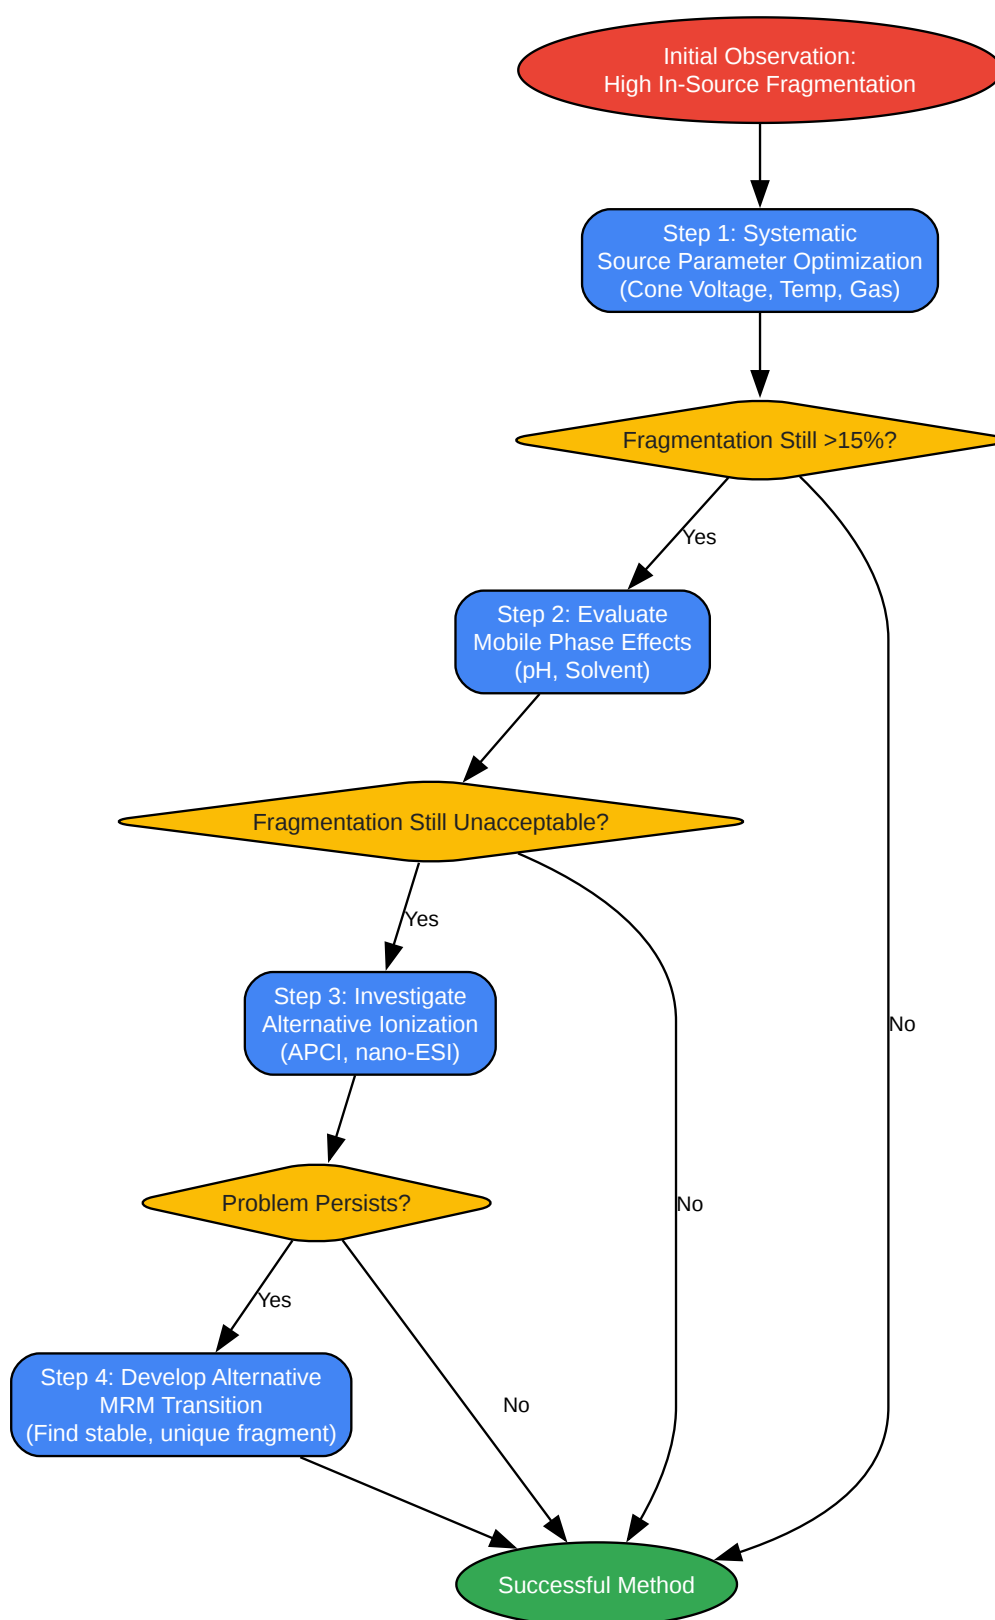 Initial Observation:
High In-Source Fragmentation
Step 1: Systematic
Source Parameter Optimization
(Cone Voltage, Temp, Gas)
Fragmentation Still >15%?
Yes
Step 2: Evaluate
Mobile Phase Effects
(pH, Solvent)
Fragmentation Still Unacceptable?
Yes
Step 3: Investigate
Alternative Ionization
(APCI, nano-ESI)
No
Problem Persists?
No
Yes
Step 4: Develop Alternative
MRM Transition
(Find stable, unique fragment)
No
Successful Method